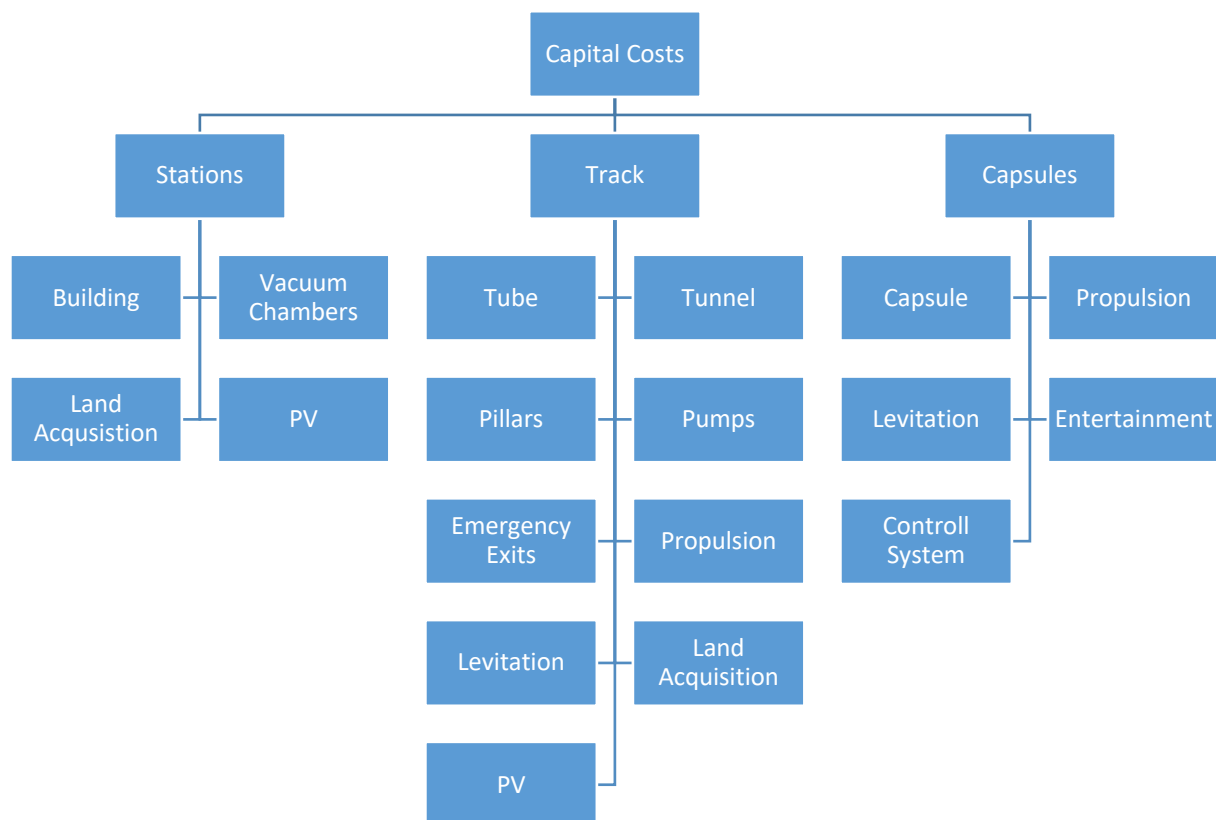 Capital Costs
Stations
Track
Capsules
Building
Vacuum
Chambers
Tube
Tunnel
Capsule
Propulsion
Land
Acqusistion
PV
Pillars
Pumps
Levitation
Entertainment
Emergency
Exits
Propulsion
Controll
System
Levitation
Land
Acquisition
PV